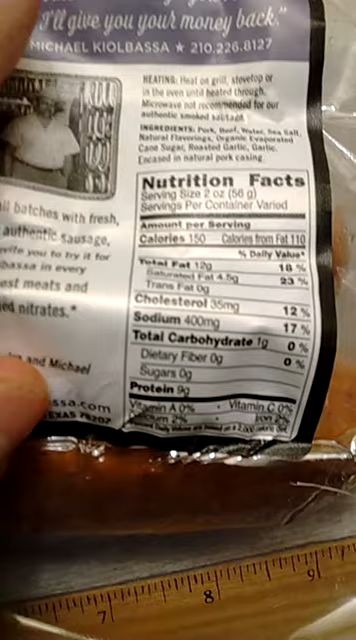 I'll give you your money back."
MICHAEL KIOLBASSA ★ 210.226.8127
HEATING: Heat on grill, stovetop or
in the oven until heated through.
Microwave not recommended for our
authentic smoked sausage.
INGREDIENTS: Pork, Beef, Water, Sea Salt,
Natural Flavorings, Organic Evaporated
Cane Sugar, Roasted Garlic, Garlic.
Encased in natural pork casing.
batches with fresh,
authentic sausage,
you to try it for
in every
meats and
nitrates.*
and Michael
.com
TEXAS 78207
Nutrition Facts
Serving Size 2 oz (56 g)
Servings Per Container Varied
Amount per Serving
Calories 150 Calories from Fat 110
% Daily Value*
Total Fat 12g 18 %
Saturated Fat 4.5g 23 %
Trans Fat 0g
Cholesterol 35mg 12 %
Sodium 400mg 17 %
Total Carbohydrate 1g 0 %
Dietary Fiber 0g 0 %
Sugars 0g
Protein 9g
Vitamin A 0% • Vitamin C 0%
7 8 9